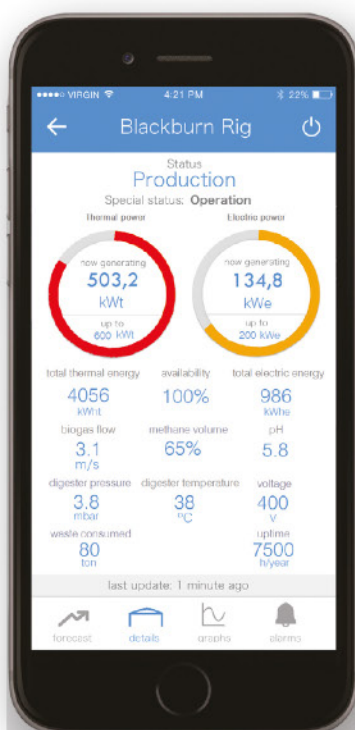 VIRGIN 4:21 PM 22%
Blackburn Rig
Status
Production
Special status: Operation
Thermal power Electric power
now generating now generating
503,2 134,8
kWt kWe
up to up to
600 kWt 200 kWe
total thermal energy availability total electric energy
4056 100% 986
kWht kWhe
biogas flow methane volume pH
3.1 65% 5.8
m/s
digester pressure digester temperature voltage
3.8 38 400
mbar ºC V
waste consumed uptime
80 7500
ton h/year
last update: 1 minute ago
forecast details graphs alarms